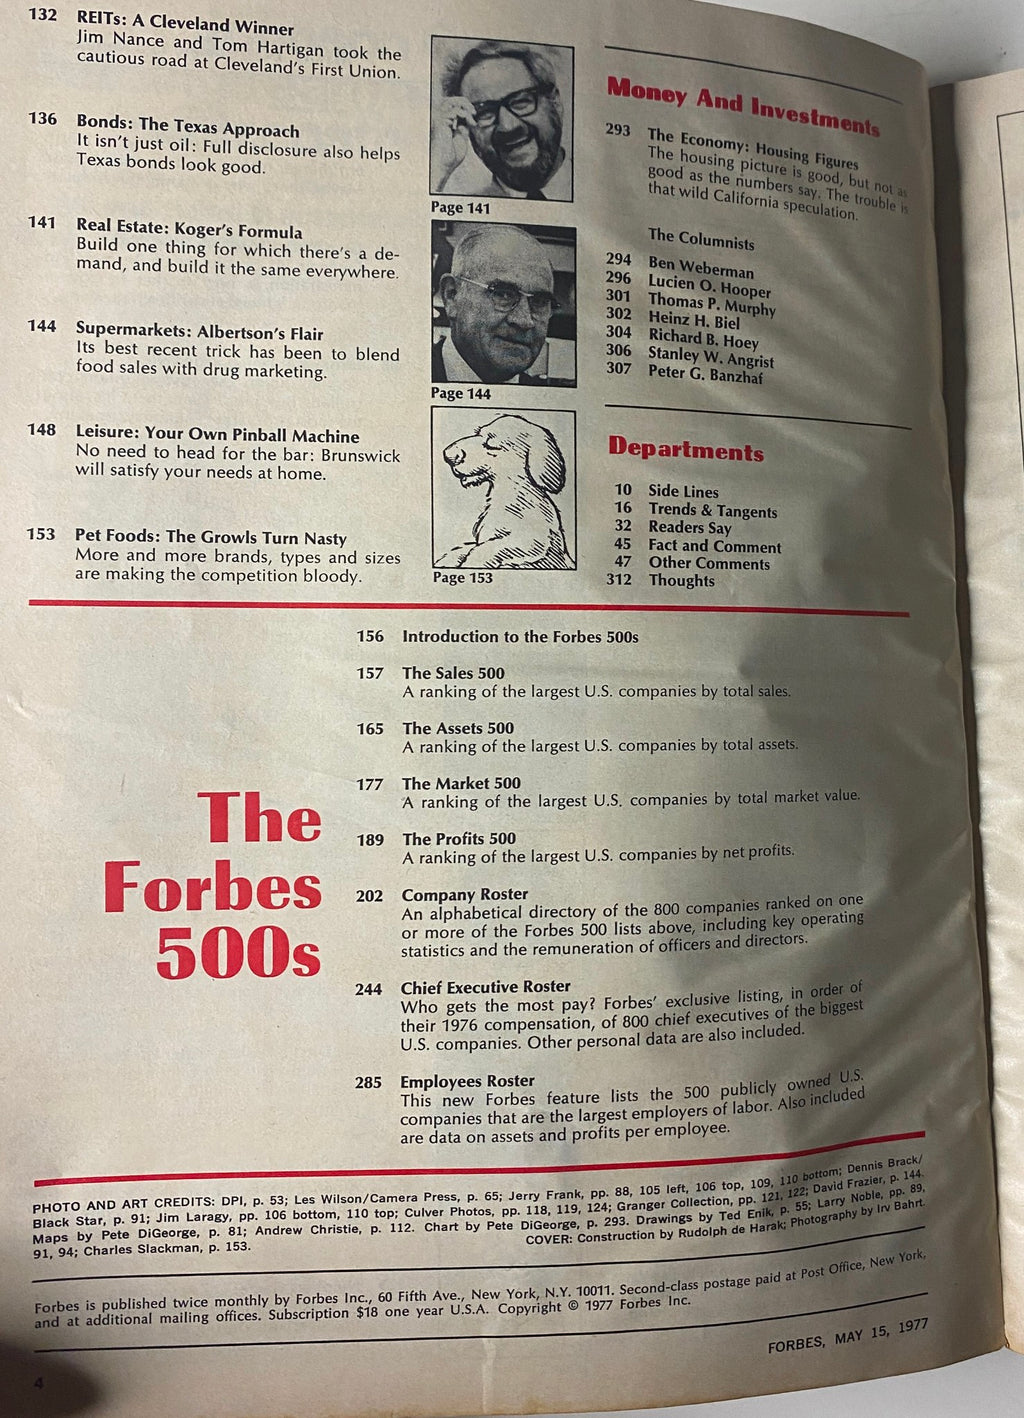 132 REITs: A Cleveland Winner
Jim Nance and Tom Hartigan took the
cautious road at Cleveland's First Union.
136 Bonds: The Texas Approach
It isn't just oil: Full disclosure also helps
Texas bonds look good.
141 Real Estate: Koger's Formula
Build one thing for which there's a de-
mand, and build it the same everywhere.
144 Supermarkets: Albertson's Flair
Its best recent trick has been to blend
food sales with drug marketing.
148 Leisure: Your Own Pinball Machine
No need to head for the bar: Brunswick
will satisfy your needs at home.
153 Pet Foods: The Growls Turn Nasty
More and more brands, types and sizes
are making the competition bloody.
Page 141
Page 144
Page 153
Money And Investments
293 The Economy: Housing Figures
The housing picture is good, but not as
good as the numbers say. The trouble is
that wild California speculation.
The Columnists
294 Ben Weberman
296 Lucien O. Hooper
301 Thomas P. Murphy
302 Heinz H. Biel
304 Richard B. Hoey
306 Stanley W. Angrist
307 Peter G. Banzhaf
Departments
10 Side Lines
16 Trends & Tangents
32 Readers Say
45 Fact and Comment
47 Other Comments
312 Thoughts
The
Forbes
500s
156 Introduction to the Forbes 500s
157 The Sales 500
A ranking of the largest U.S. companies by total sales.
165 The Assets 500
A ranking of the largest U.S. companies by total assets.
177 The Market 500
A ranking of the largest U.S. companies by total market value.
189 The Profits 500
A ranking of the largest U.S. companies by net profits.
202 Company Roster
An alphabetical directory of the 800 companies ranked on one
or more of the Forbes 500 lists above, including key operating
statistics and the remuneration of officers and directors.
244 Chief Executive Roster
Who gets the most pay? Forbes' exclusive listing, in order of
their 1976 compensation, of 800 chief executives of the biggest
U.S. companies. Other personal data are also included.
285 Employees Roster
This new Forbes feature lists the 500 publicly owned U.S.
companies that are the largest employers of labor. Also included
are data on assets and profits per employee.
PHOTO AND ART CREDITS: DPI, p. 53; Les Wilson/Camera Press, p. 65; Jerry Frank, pp. 88, 105 left, 106 top, 109, 110 bottom; Dennis Brack/
Black Star, p. 91; Jim Laragy, pp. 106 bottom, 110 top; Culver Photos, pp. 118, 119, 124; Granger Collection, pp. 121, 122; David Frazier, p. 144.
Maps by Pete DiGeorge, p. 81; Andrew Christie, p. 112. Chart by Pete DiGeorge, p. 293. Drawings by Ted Enik, p. 55; Larry Noble, pp. 89,
91, 94; Charles Slackman, p. 153. COVER: Construction by Rudolph de Harak; Photography by Irv Bahrt.
Forbes is published twice monthly by Forbes Inc., 60 Fifth Ave., New York, N.Y. 10011. Second-class postage paid at Post Office, New York,
and at additional mailing offices. Subscription $18 one year U.S.A. Copyright © 1977 Forbes Inc.
FORBES, MAY 15, 1977
4